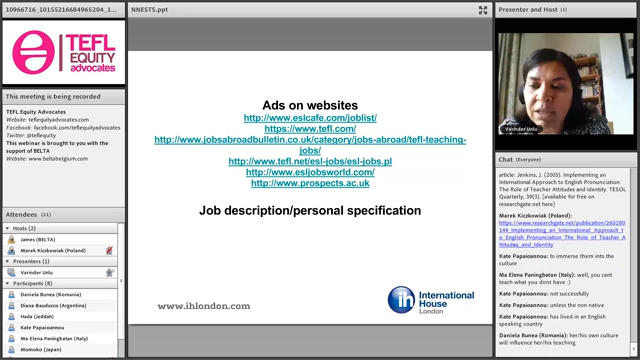 10966716_10155216684965204_1...
TEFL
EQUITY
advocates
This meeting is being recorded
TEFL Equity Advocates
Website: teflequityadvocates.com
Facebook: facebook.com/teflequityadvocates
Twitter: @teflequity
This webinar is brought to you with the
support of BELTA
Website: www.beltabelgium.com
Attendees (11)
Hosts (2)
James (BELTA)
Marek Kiczkowiak (Poland)
Presenters (1)
Varinder Unlu
Participants (8)
Daniela Bunea (Romania)
Diana Bauducco (Argentina)
Hada (Jeddah)
Kate Papaioannou
Ma Elena Paningbatan (Italy)
Momoko (Japan)
NNESTS.ppt
Ads on websites
http://www.eslcafe.com/joblist/
https://www.tefl.com/
http://www.jobsabroadbulletin.co.uk/category/jobs-abroad/tefl-teaching-
jobs/
http://www.tefl.net/esl-jobs/esl-jobs.pl
http://www.esljobsworld.com/
http://www.prospects.ac.uk
Job description/personal specification
www.ihlondon.com
ih
International
House
London
Presenter and Host (1)
Varinder Unlu
Chat (Everyone)
article: Jenkins, J. (2005). Implementing an
International Approach to English Pronunciation: The
Role of Teacher Attitudes and Identity. TESOL
Quarterly, 39(3). [available for free on
researchgate.net here]
Marek Kiczkowiak (Poland):
https://www.researchgate.net/publication/260280
144_Implementing_an_International_Approach_t
o_English_Pronunciation_The_Role_of_Teacher_A
ttitudes_and_Identity
Kate Papaioannou: to immerse them into the
culture
Ma Elena Paningbatan (Italy): well, you cant
teach what you dont have :)
Kate Papaioannou: not successfully
Kate Papaioannou: unless the non native
Kate Papaioannou: has lived in an English
speaking country
Daniela Bunea (Romania): her/his own culture
will influence her/his teaching